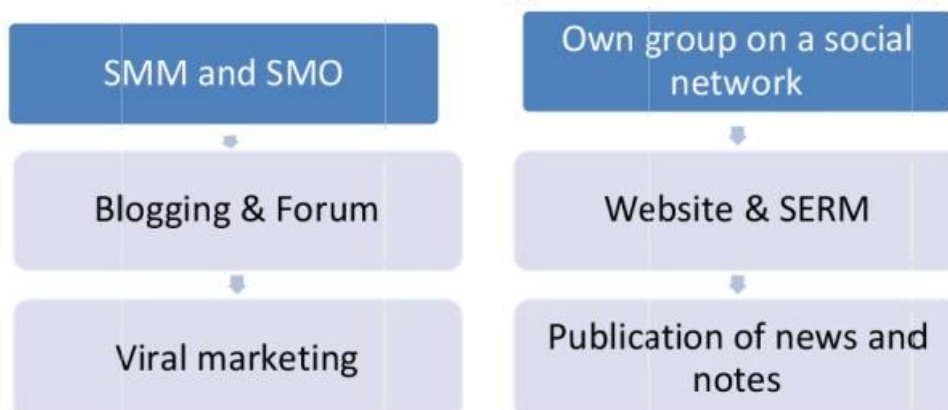 SMM and SMO
Blogging & Forum
Viral marketing
Own group on a social
network
Website & SERM
Publication of news and
notes